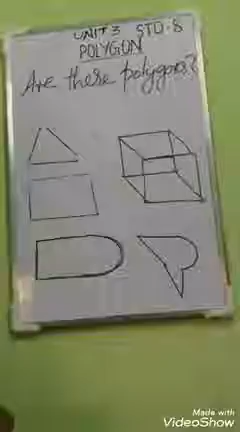 UNIT 3 STD-8
POLYGON
Are these polygons?
Made with
VideoShow